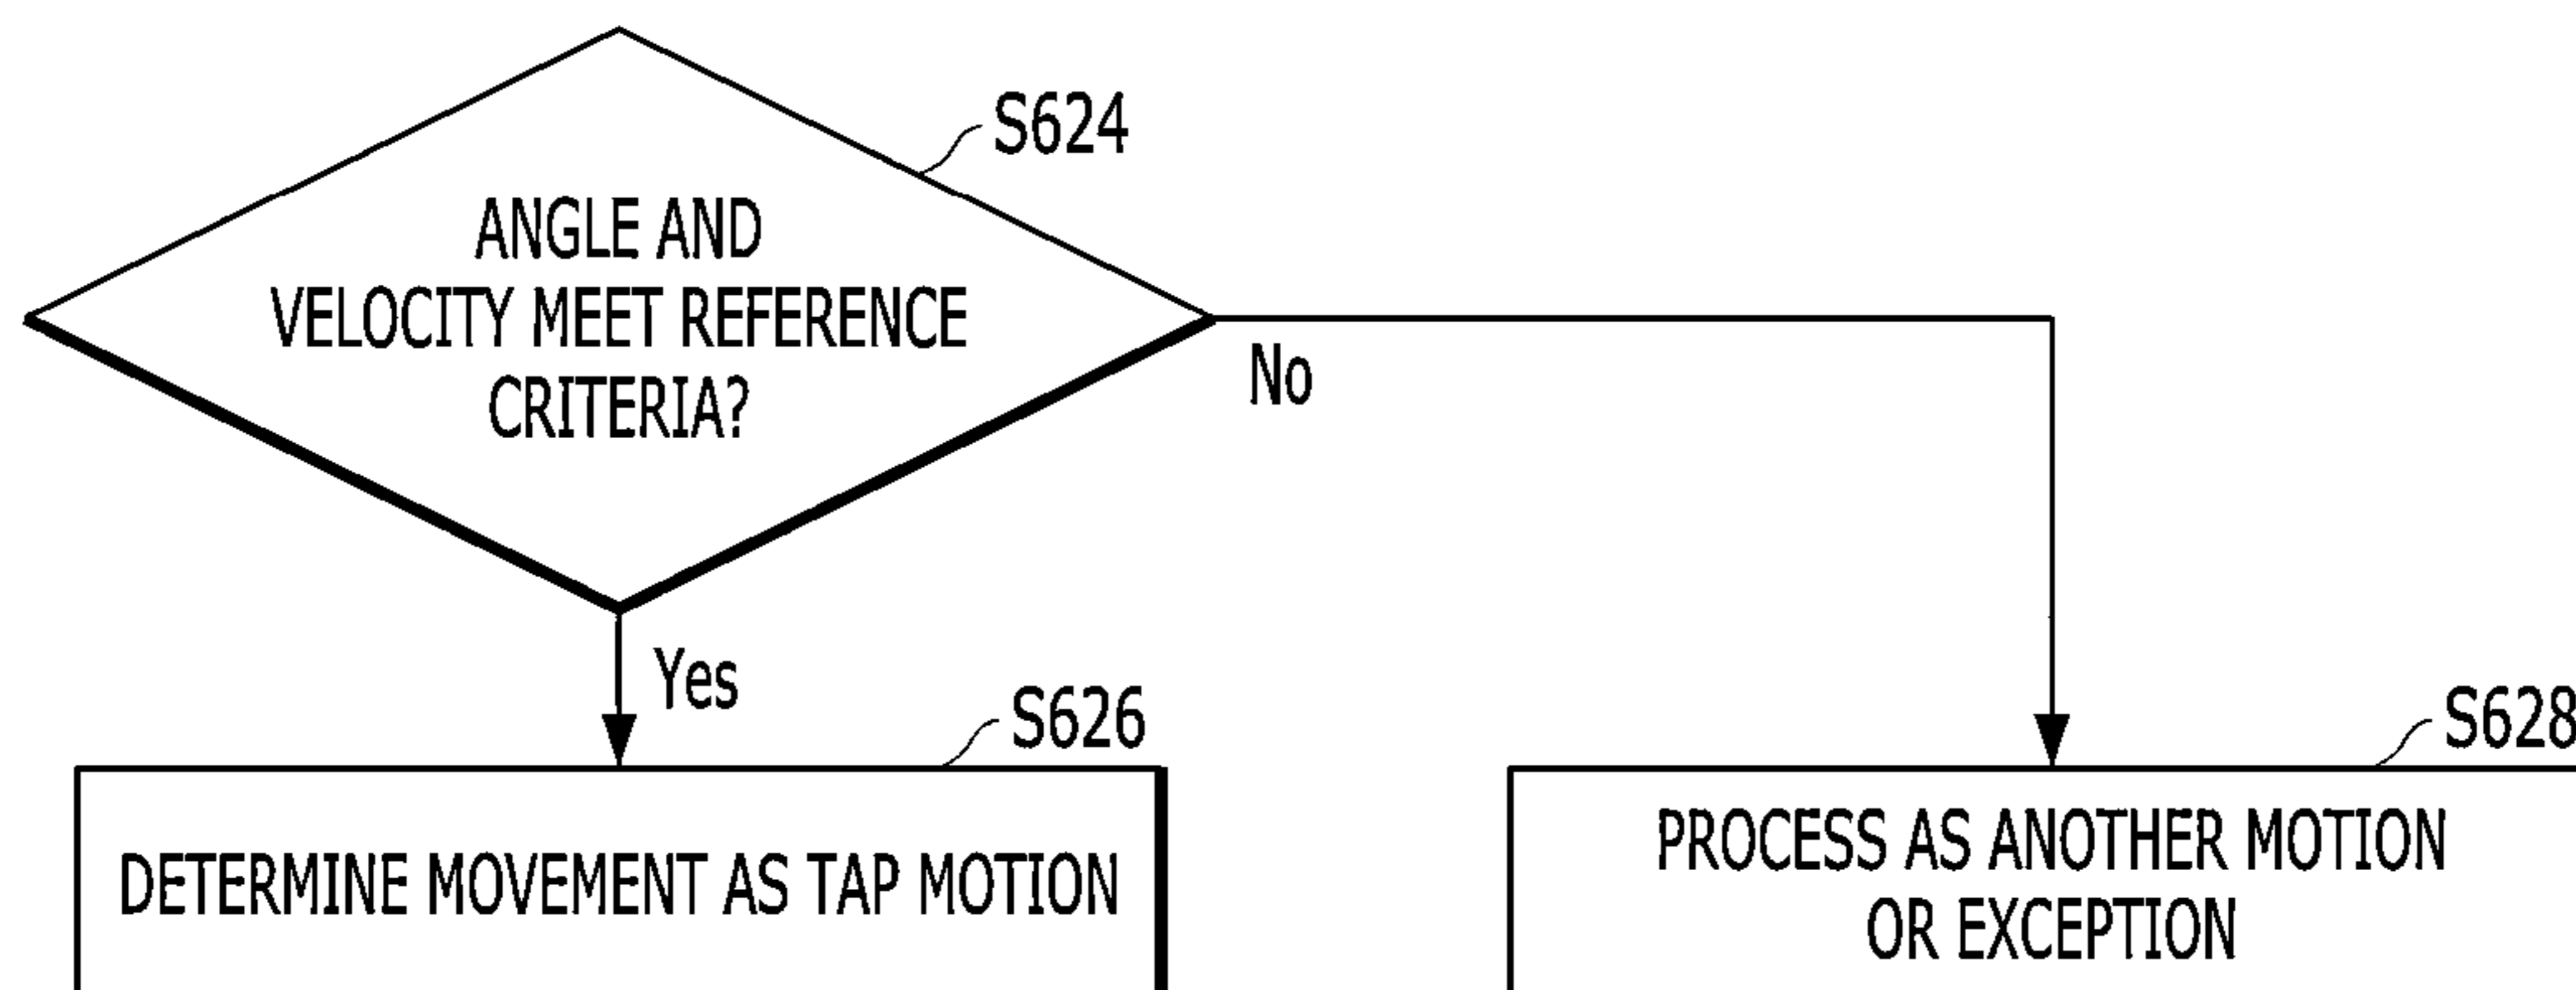 S624
ANGLE AND
VELOCITY MEET REFERENCE
CRITERIA?
No
Yes
S626
S628
DETERMINE MOVEMENT AS TAP MOTION
PROCESS AS ANOTHER MOTION
OR EXCEPTION